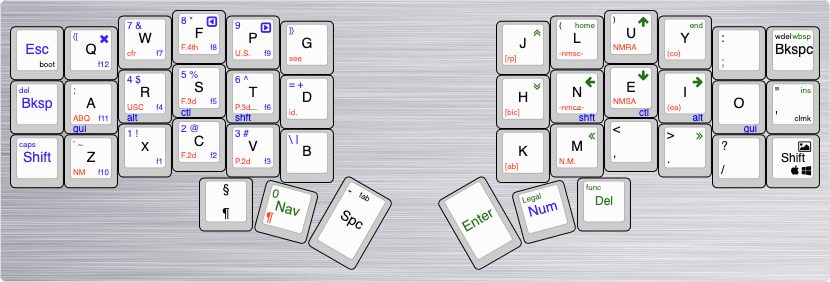 Esc
boot
{[
Q
f12
7 &
W
cfr
f7
8 *
F
F.4th
f8
9
P
U.S.
f9
]}
G
see
J
[rp]
(
home
L
-nmsc-
)
U
NMRA
end
Y
(co)
:
;
wdel
wbsp
Bkspc
del
Bksp
:
A
ABQ
f11
gui
4 $
R
USC
f4
alt
5 %
S
F.3d
f5
ctl
6 ^
T
P.3d...
f6
shft
= +
D
id.
H
[bic]
N
-nmca-
shft
E
NMSA
ctl
I
(ea)
alt
O
gui
"
ins
'
clmk
caps
Shift
` ~
Z
NM
f10
1 !
x
f1
2 @
C
F.2d
f2
3 #
V
P.2d
f3
\ |
B
K
[ab]
M
N.M.
<
,
>
.
?
/
Shift
§
¶
0
Nav
¶
-
tab
Spc
Enter
Legal
Num
func
Del